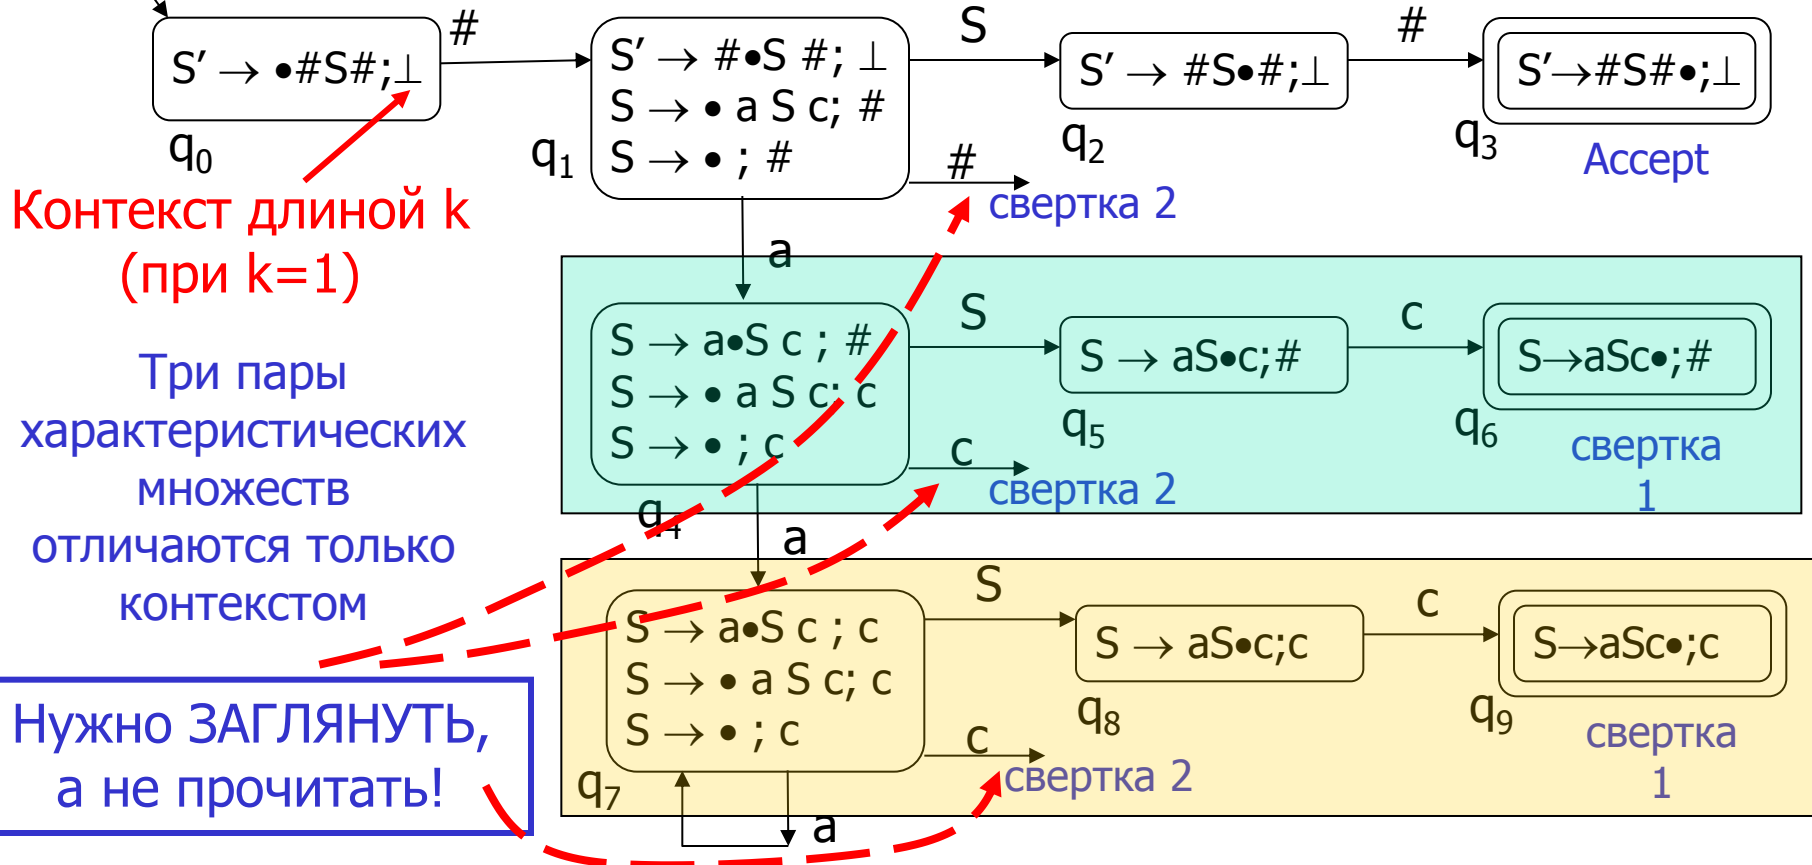 S′ → •#S#;⊥
q0
#
S′ → #•S #; ⊥
S → • a S c; #
S → • ; #
q1
S
S′ → #S•#;⊥
q2
#
S′→#S#•;⊥
q3
Accept
#
свертка 2
Контекст длиной k
(при k=1)
a
Три пары
характеристических
множеств
отличаются только
контекстом
S → a•S c ; #
S → • a S c; c
S → • ; c
q4
S
S → aS•c;#
q5
c
S→aSc•;#
q6
свертка
1
c
свертка 2
a
S → a•S c ; c
S → • a S c; c
S → • ; c
q7
S
S → aS•c;c
q8
c
S→aSc•;c
q9
свертка
1
c
свертка 2
a
Нужно ЗАГЛЯНУТЬ,
а не прочитать!